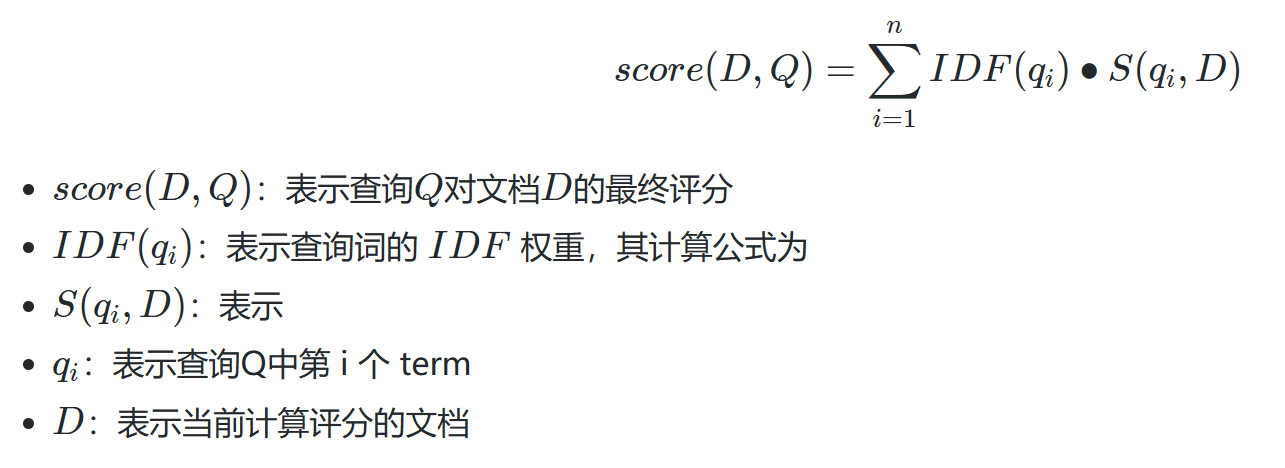 score(D, Q) = \sum_{i=1}^{n} IDF(q_i) • S(q_i, D)
• score(D, Q)：表示查询Q对文档D的最终评分
• IDF(q_i)：表示查询词的 IDF 权重，其计算公式为
• S(q_i, D)：表示
• q_i：表示查询Q中第 i 个 term
• D：表示当前计算评分的文档